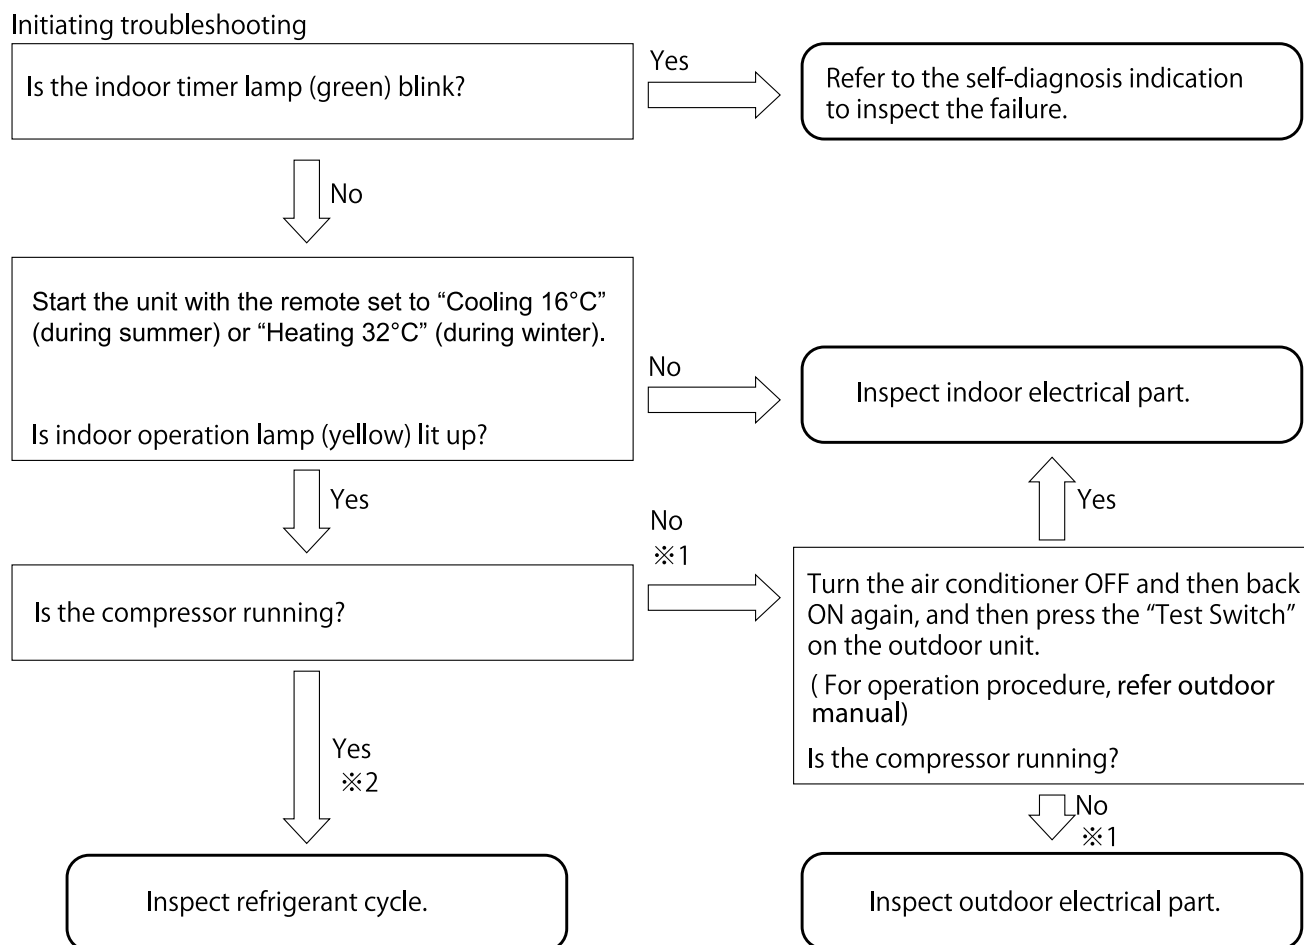 Initiating troubleshooting
Is the indoor timer lamp (green) blink?
Yes
Refer to the self-diagnosis indication
to inspect the failure.
No
Start the unit with the remote set to “Cooling 16°C”
(during summer) or “Heating 32°C” (during winter).
Is indoor operation lamp (yellow) lit up?
No
Inspect indoor electrical part.
Yes
Yes
No
※1
Is the compressor running?
Turn the air conditioner OFF and then back
ON again, and then press the “Test Switch”
on the outdoor unit.
( For operation procedure, refer outdoor
manual)
Is the compressor running?
Yes
※2
No
※1
Inspect refrigerant cycle.
Inspect outdoor electrical part.